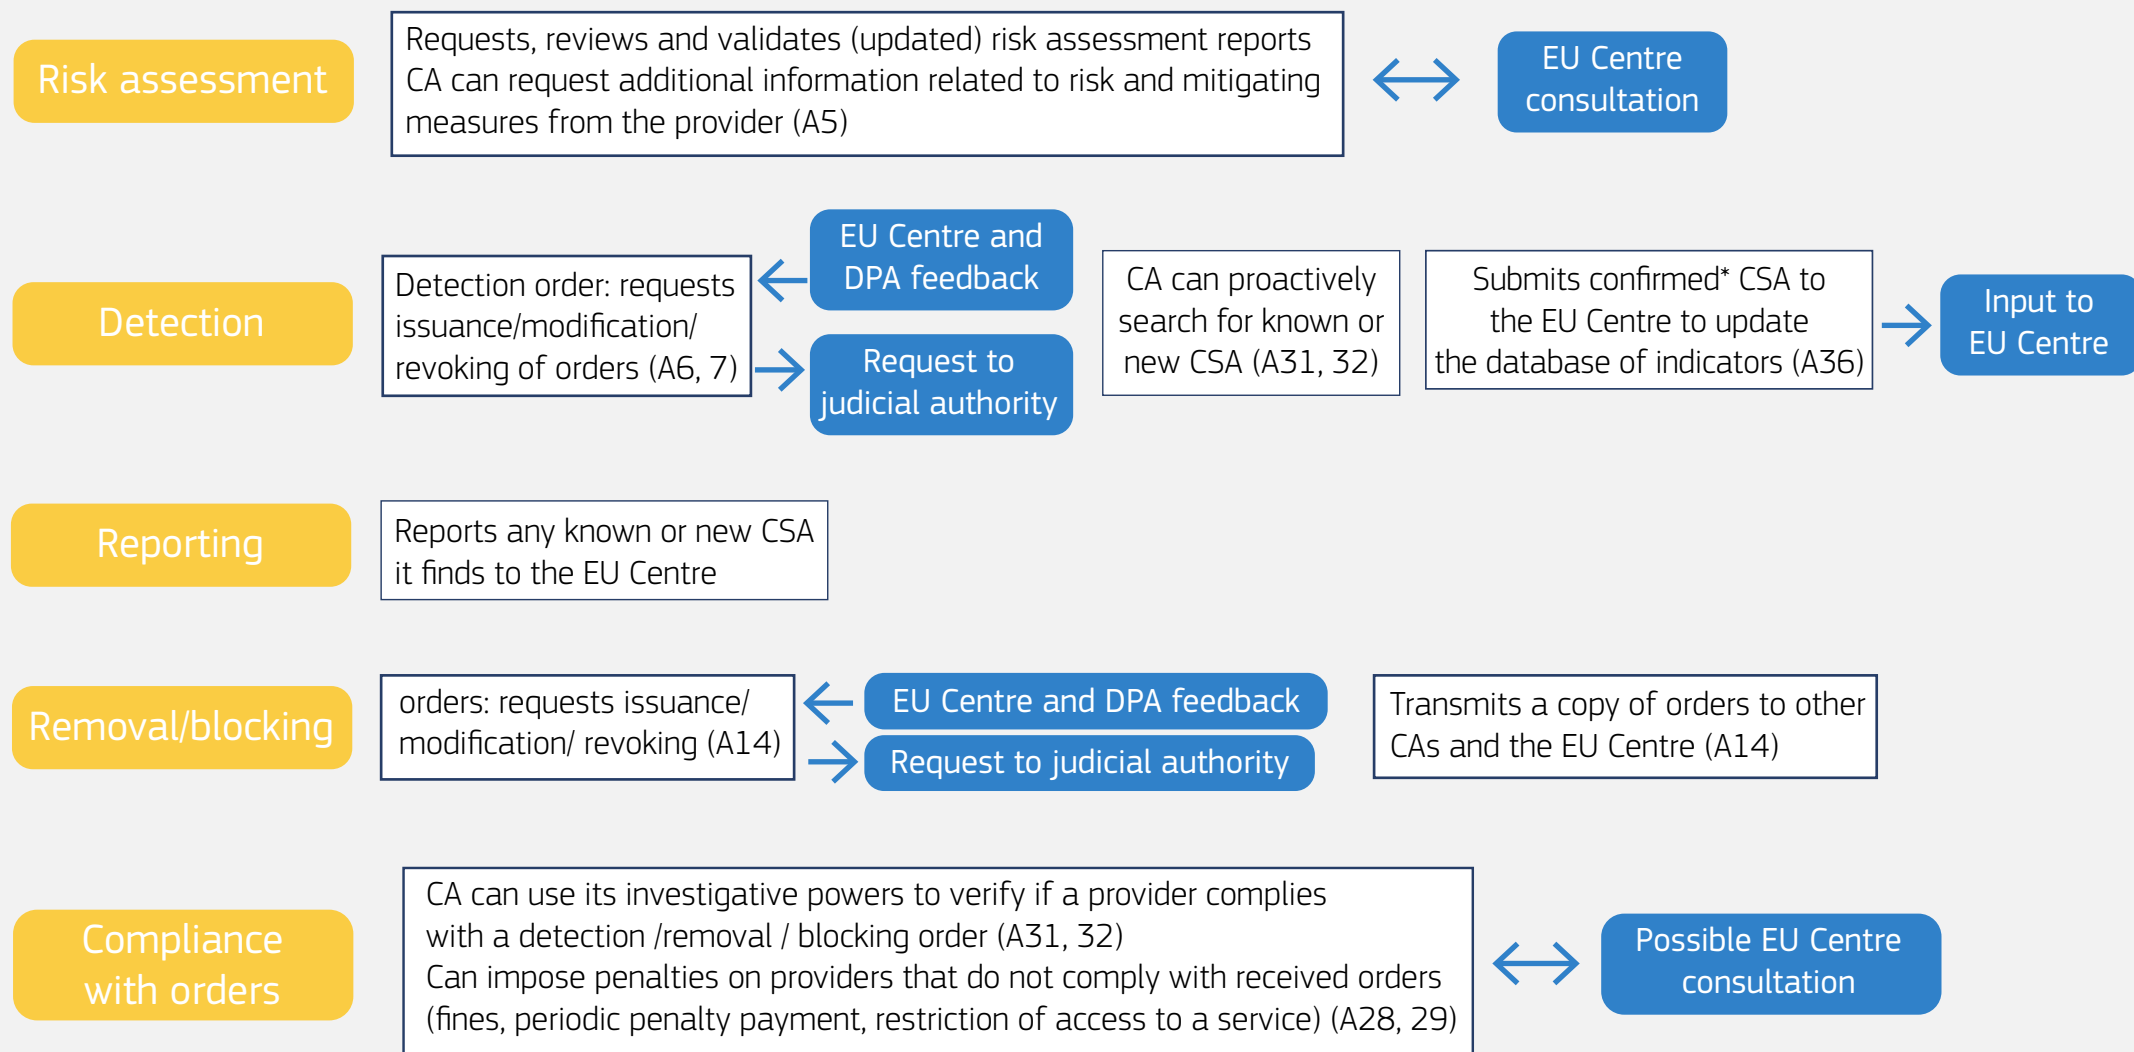 Risk assessment
Requests, reviews and validates (updated) risk assessment reports
CA can request additional information related to risk and mitigating
measures from the provider (A5)
EU Centre
consultation
Detection
Detection order: requests
issuance/modification/
revoking of orders (A6, 7)
EU Centre and
DPA feedback
Request to
judicial authority
CA can proactively
search for known or
new CSA (A31, 32)
Submits confirmed* CSA to
the EU Centre to update
the database of indicators (A36)
Input to
EU Centre
Reporting
Reports any known or new CSA
it finds to the EU Centre
Removal/blocking
orders: requests issuance/
modification/ revoking (A14)
EU Centre and DPA feedback
Request to judicial authority
Transmits a copy of orders to other
CAs and the EU Centre (A14)
Compliance
with orders
CA can use its investigative powers to verify if a provider complies
with a detection /removal / blocking order (A31, 32)
Can impose penalties on providers that do not comply with received orders
(fines, periodic penalty payment, restriction of access to a service) (A28, 29)
Possible EU Centre
consultation